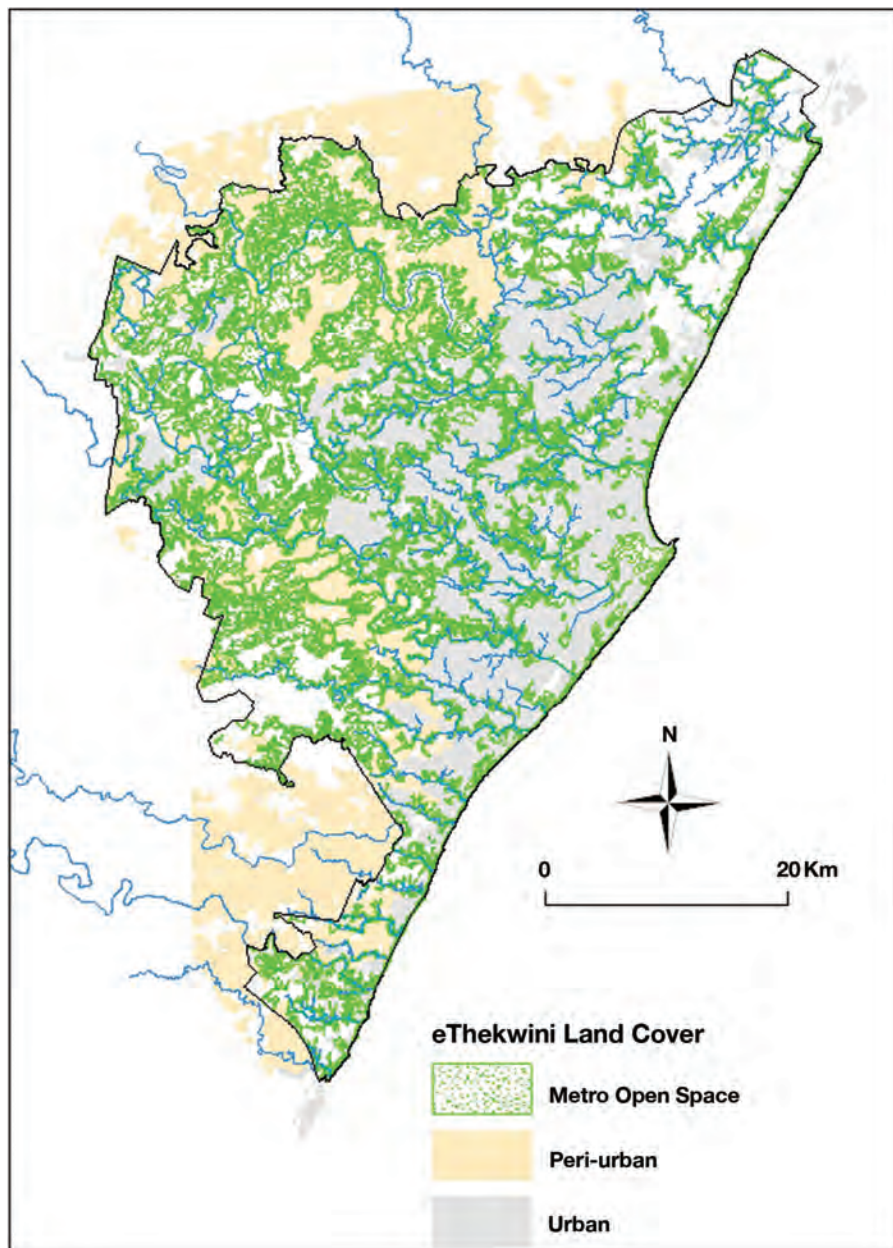 N
0 20 Km
eThekwini Land Cover
Metro Open Space
Peri-urban
Urban